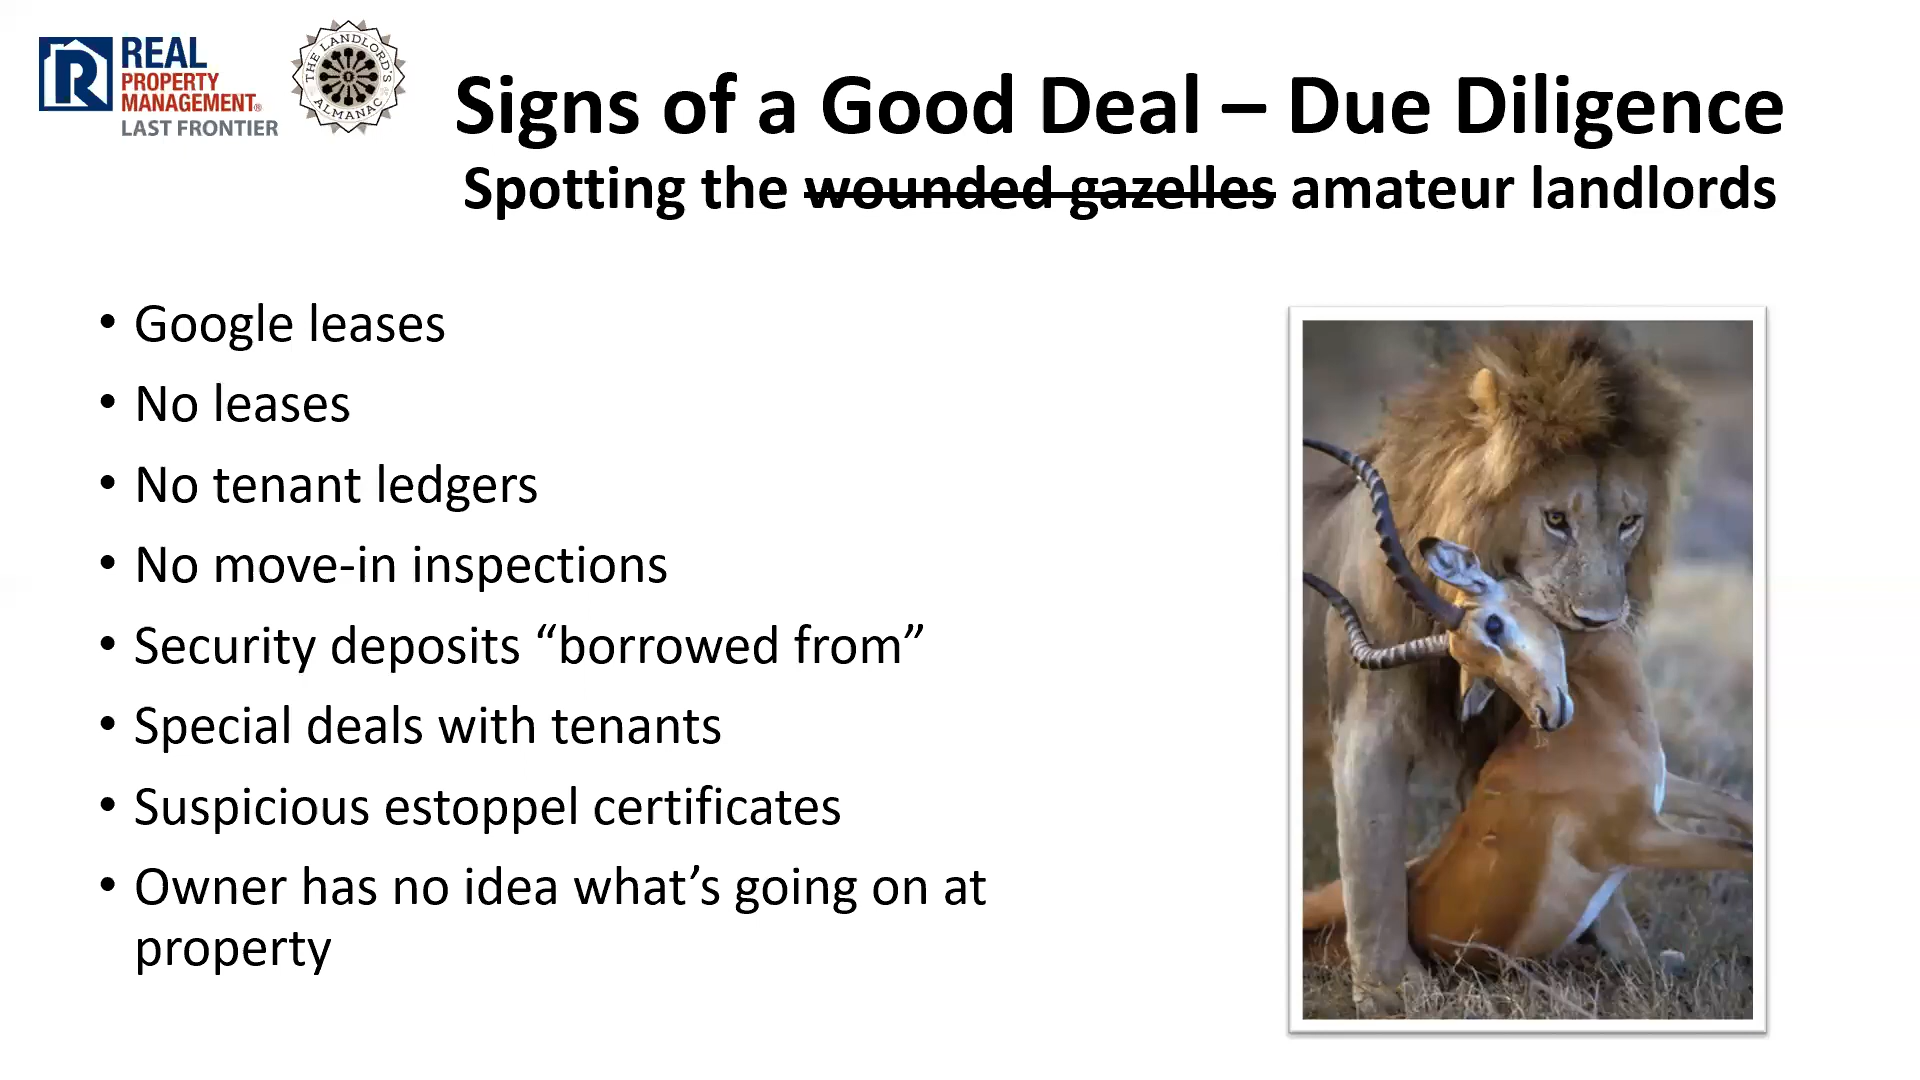 REAL
PROPERTY
MANAGEMENT®
LAST FRONTIER
THE LANDLORD'S
ALMANAC
Signs of a Good Deal – Due Diligence
Spotting the wounded gazelles amateur landlords
• Google leases
• No leases
• No tenant ledgers
• No move-in inspections
• Security deposits “borrowed from”
• Special deals with tenants
• Suspicious estoppel certificates
• Owner has no idea what’s going on at
property